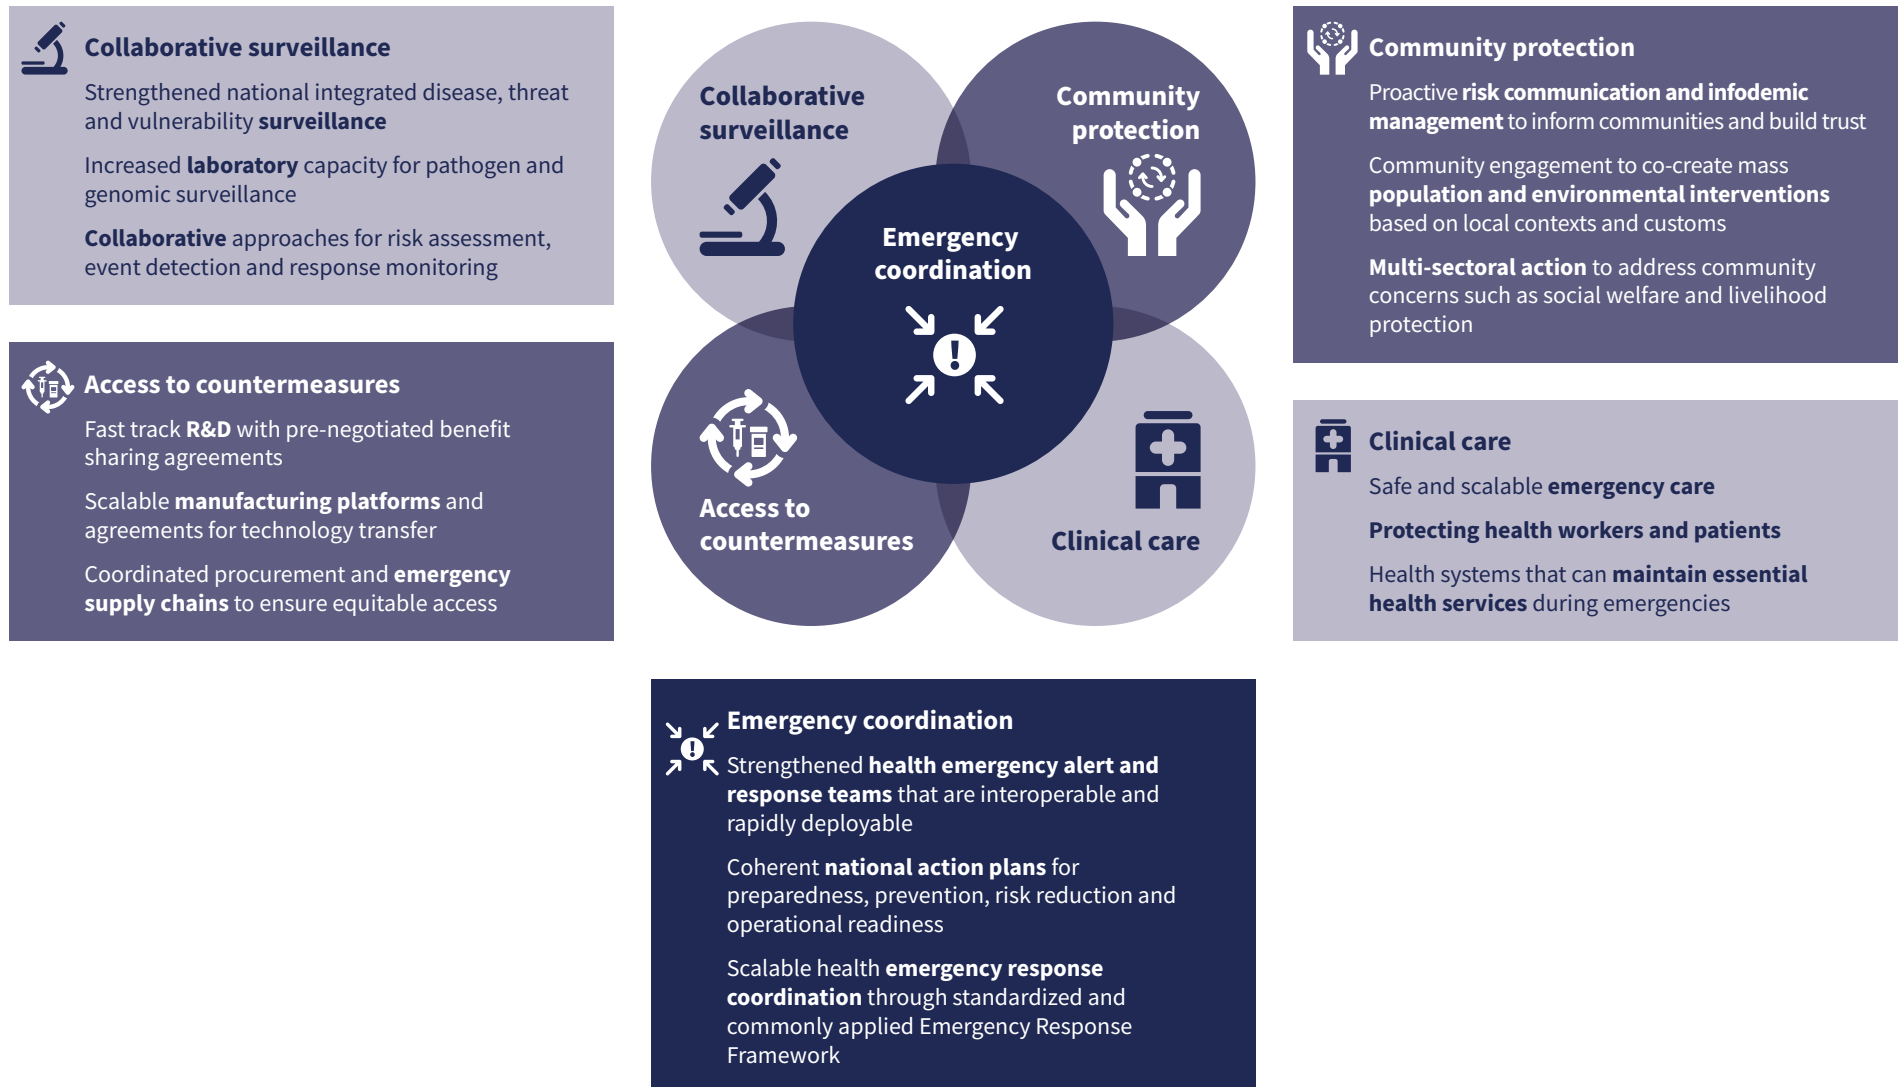 Collaborative surveillance
Strengthened national integrated disease, threat
and vulnerability surveillance
Increased laboratory capacity for pathogen and
genomic surveillance
Collaborative approaches for risk assessment,
event detection and response monitoring
Access to countermeasures
Fast track R&D with pre-negotiated benefit
sharing agreements
Scalable manufacturing platforms and
agreements for technology transfer
Coordinated procurement and emergency
supply chains to ensure equitable access
Collaborative
surveillance
Community
protection
Emergency
coordination
Access to
countermeasures
Clinical care
Community protection
Proactive risk communication and infodemic
management to inform communities and build trust
Community engagement to co-create mass
population and environmental interventions
based on local contexts and customs
Multi-sectoral action to address community
concerns such as social welfare and livelihood
protection
Clinical care
Safe and scalable emergency care
Protecting health workers and patients
Health systems that can maintain essential
health services during emergencies
Emergency coordination
Strengthened health emergency alert and
response teams that are interoperable and
rapidly deployable
Coherent national action plans for
preparedness, prevention, risk reduction and
operational readiness
Scalable health emergency response
coordination through standardized and
commonly applied Emergency Response
Framework